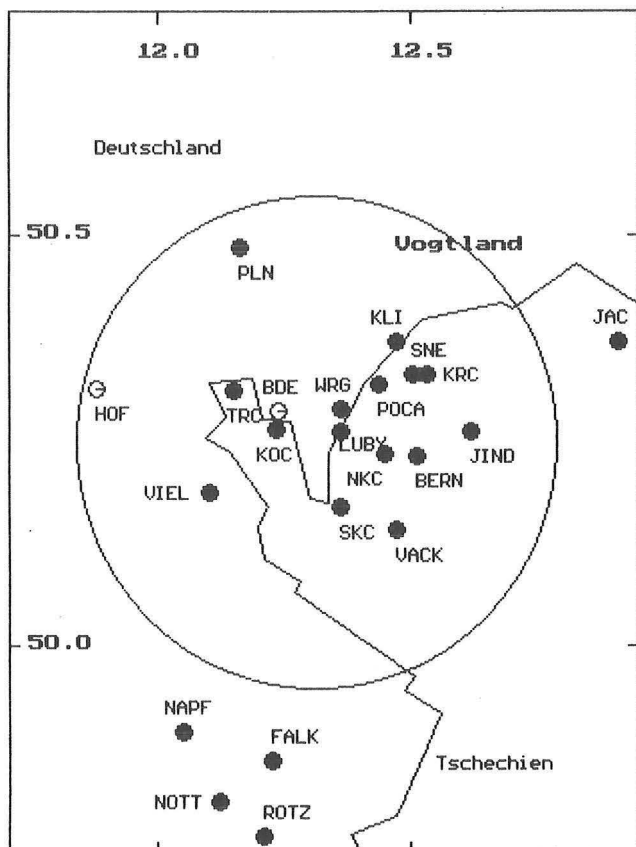 12.0 12.5
Deutschland
50.5
Vogtland
PLN
KLI
JAC
SNE
BDE
WRG
KRC
HOF
TRC
POCA
KOC
LUBY
JIND
NKC
BERN
VIEL
SKC
VACK
50.0
NAPF
FALK
Tschechien
NOTT
ROTZ